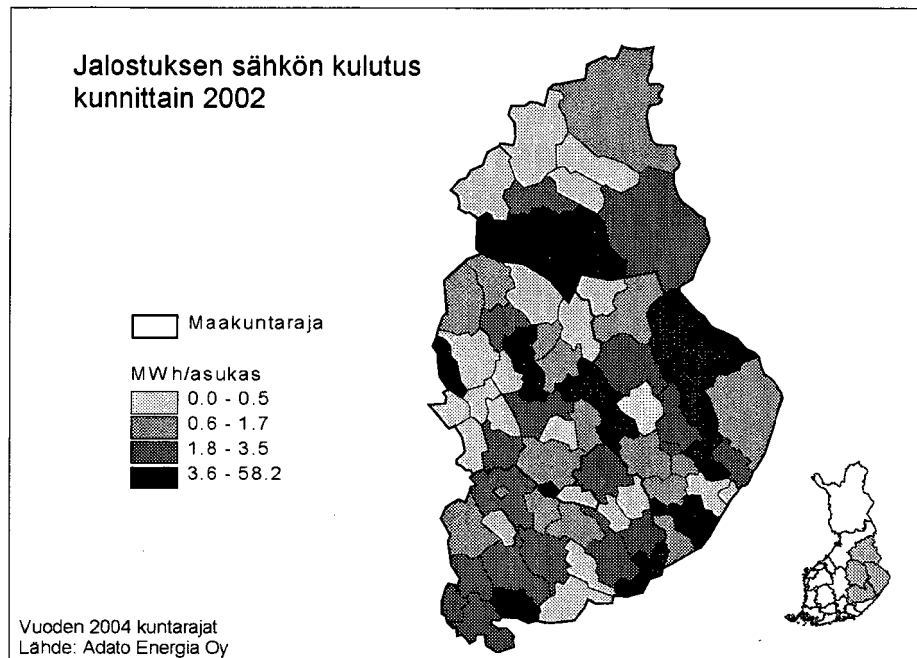 Jalostuksen sähkön kulutus
kunnittain 2002
Maakuntaraja
MWh/asukas
0.0 - 0.5
0.6 - 1.7
1.8 - 3.5
3.6 - 58.2
Vuoden 2004 kuntarajat
Lähde: Adato Energia Oy